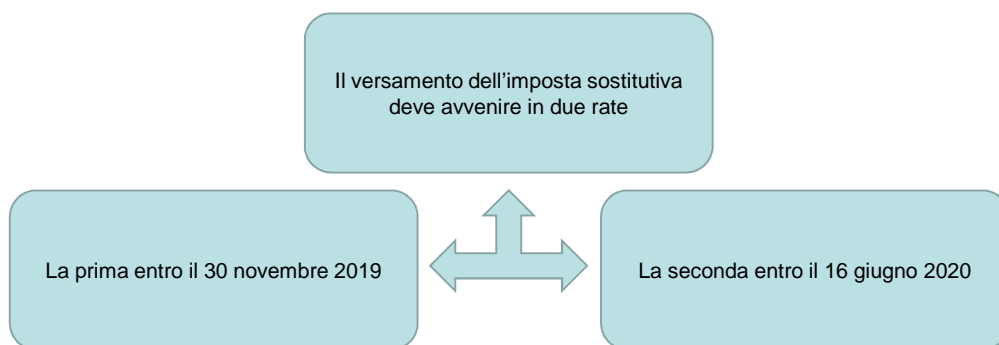 Il versamento dell'imposta sostitutiva
deve avvenire in due rate
La prima entro il 30 novembre 2019
La seconda entro il 16 giugno 2020